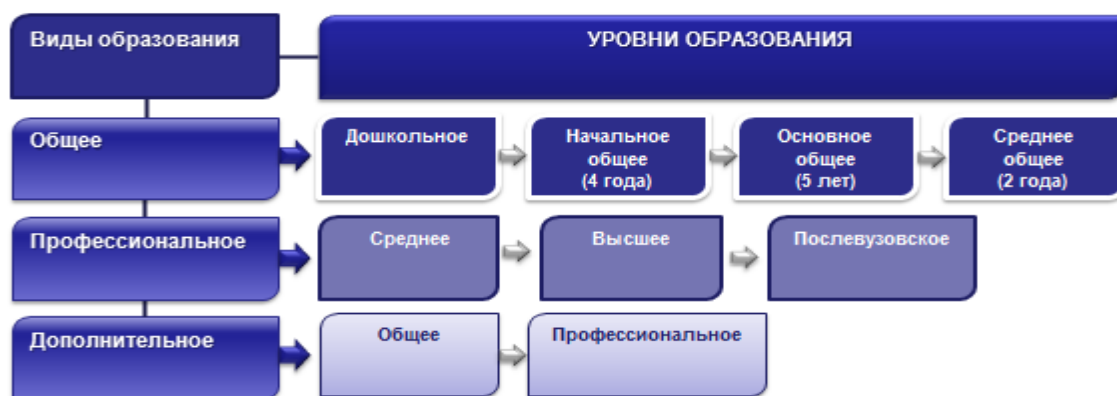 Виды образования
УРОВНИ ОБРАЗОВАНИЯ
Общее
Дошкольное
Начальное
общее
(4 года)
Основное
общее
(5 лет)
Среднее
общее
(2 года)
Профессиональное
Среднее
Высшее
Послевузовское
Дополнительное
Общее
Профессиональное